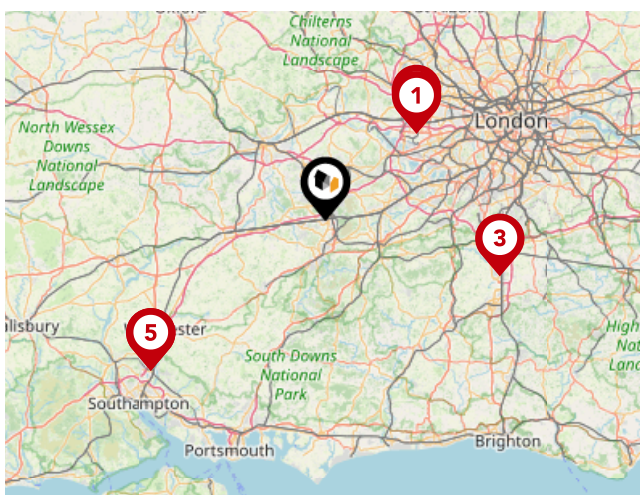 Chilterns
National
Landscape
1
London
North Wessex
Downs
National
Landscape
3
5
South Downs
National
Park
Southampton
Portsmouth
Brighton